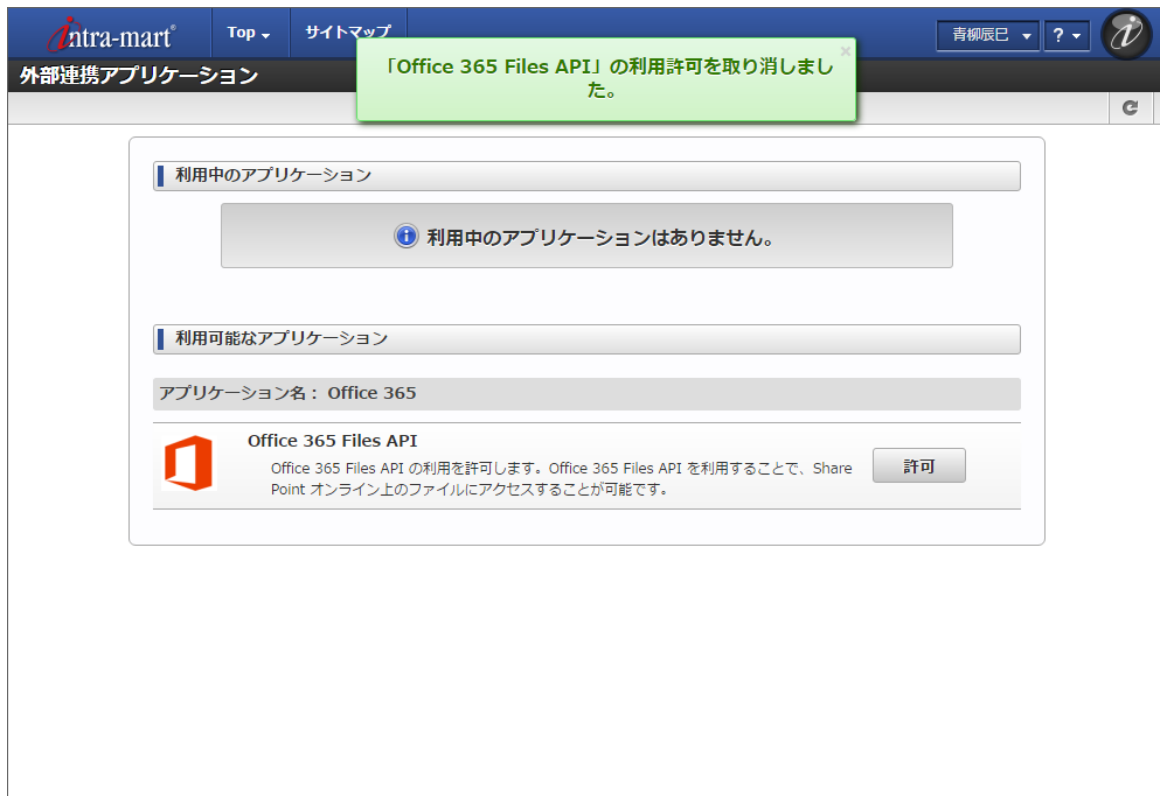 intra-mart®
Top
サイトマップ
青柳辰巳
?
外部連携アプリケーション
「Office 365 Files API」の利用許可を取り消しまし
た。
利用中のアプリケーション
利用中のアプリケーションはありません。
利用可能なアプリケーション
アプリケーション名： Office 365
Office 365 Files API
Office 365 Files API の利用を許可します。Office 365 Files API を利用することで、Share
Point オンライン上のファイルにアクセスすることが可能です。
許可